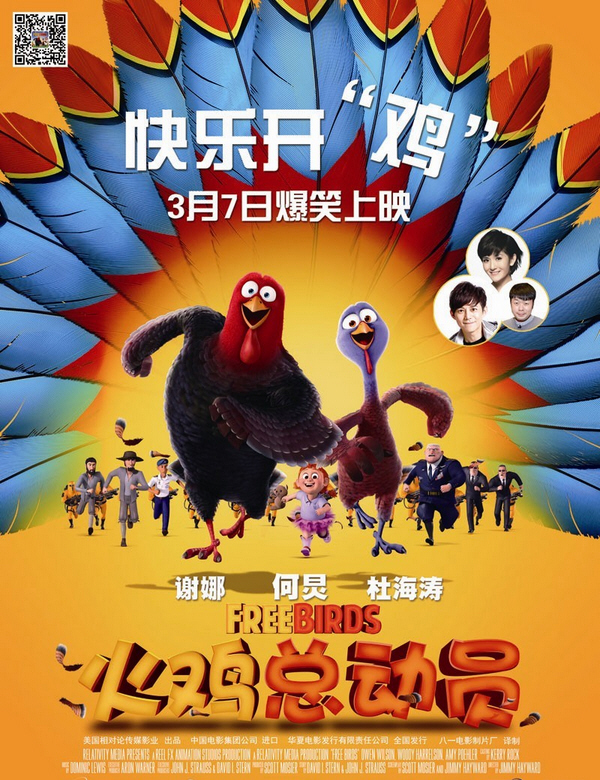 快乐开“鸡”
3月7日爆笑上映
谢娜 何炅 杜海涛
FREEBIRDS
火鸡总动员
美国相对论传媒影业 出品 中国电影集团公司 进口 华夏电影发行有限责任公司 全国发行 八一电影制片厂 译制
RELATIVITY MEDIA PRESENTS A REEL FX ANIMATION STUDIOS PRODUCTION A RELATIVITY MEDIA PRODUCTION "FREE BIRDS" OWEN WILSON WOODY HARRELSON AMY POEHLER KERRY ROCK
DOMINIC LEWIS ARON WARNER JOHN J. STRAUSS & DAVID I. STERN SCOTT MOSIER DAVID I. STERN & JOHN J. STRAUSS SCOTT MOSIER AND JIMMY HAYWARD JIMMY HAYWARD